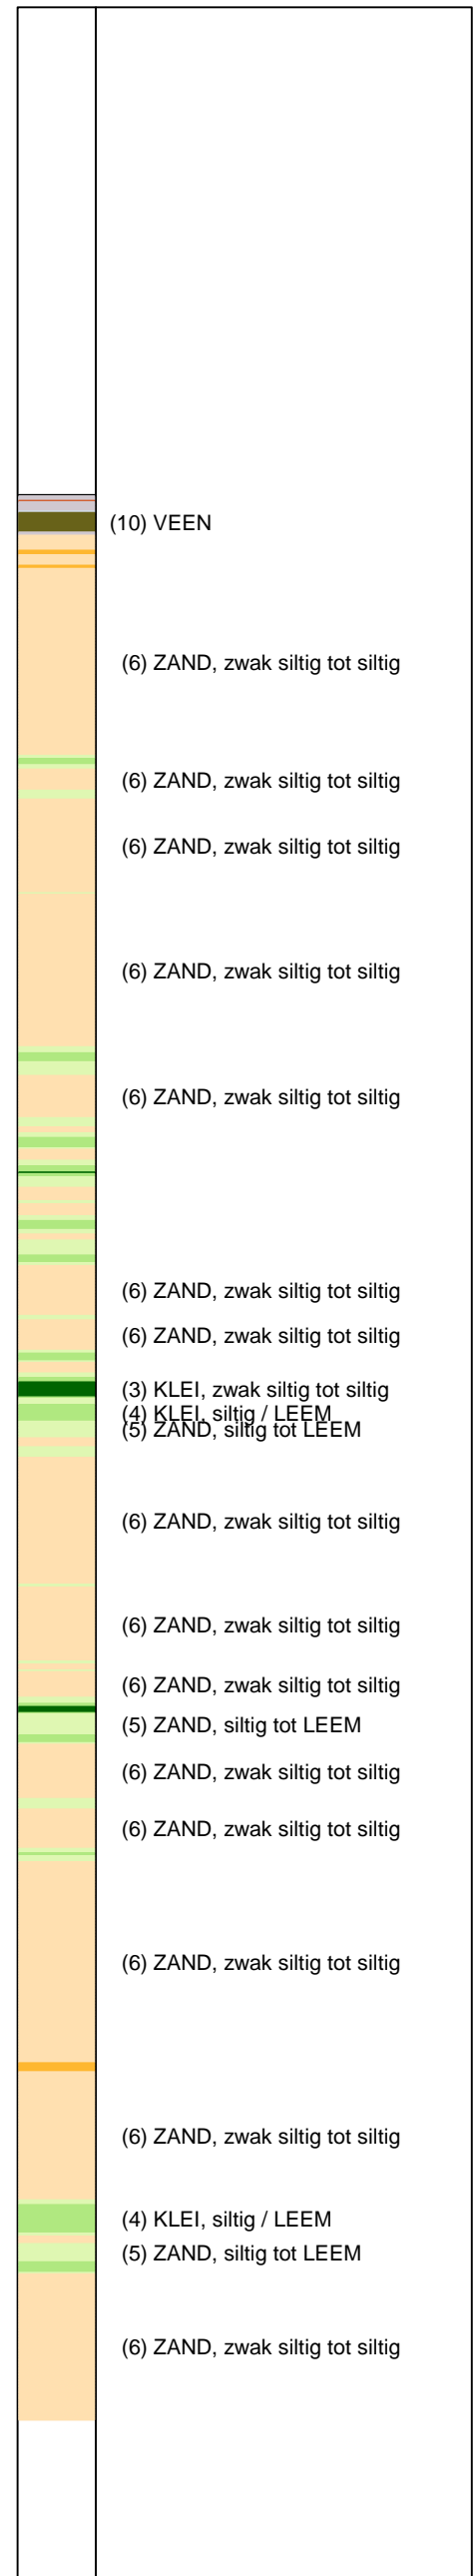 (10) VEEN
(6) ZAND, zwak siltig tot siltig
(6) ZAND, zwak siltig tot siltig
(6) ZAND, zwak siltig tot siltig
(6) ZAND, zwak siltig tot siltig
(6) ZAND, zwak siltig tot siltig
(6) ZAND, zwak siltig tot siltig
(6) ZAND, zwak siltig tot siltig
(3) KLEI, zwak siltig tot siltig
(4) KLEI, siltig / LEEM
(5) ZAND, siltig tot LEEM
(6) ZAND, zwak siltig tot siltig
(6) ZAND, zwak siltig tot siltig
(6) ZAND, zwak siltig tot siltig
(5) ZAND, siltig tot LEEM
(6) ZAND, zwak siltig tot siltig
(6) ZAND, zwak siltig tot siltig
(6) ZAND, zwak siltig tot siltig
(6) ZAND, zwak siltig tot siltig
(4) KLEI, siltig / LEEM
(5) ZAND, siltig tot LEEM
(6) ZAND, zwak siltig tot siltig